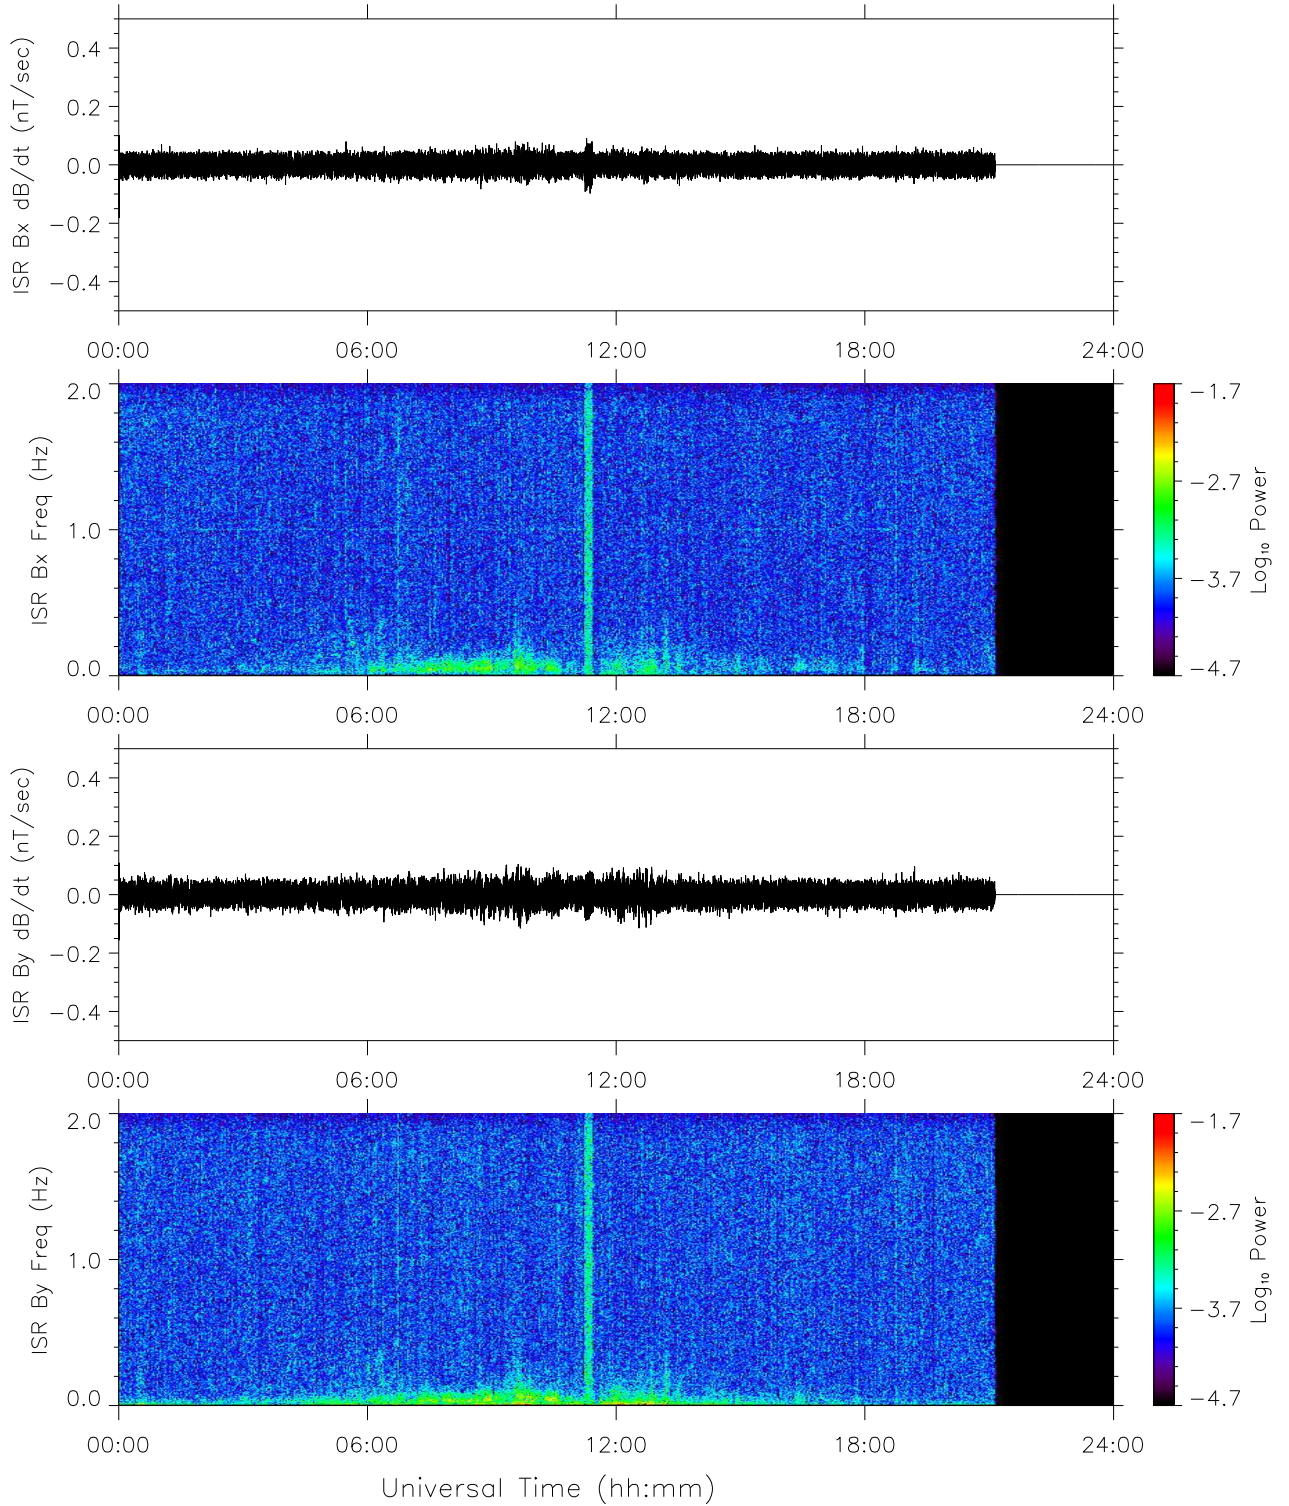 ISR Bx dB/dt (nT/sec)
0.4
0.2
0.0
−0.2
−0.4
00:00 06:00 12:00 18:00 24:00
ISR Bx Freq (Hz)
2.0
1.0
0.0
−1.7
−2.7
−3.7
−4.7
Log₁₀ Power
00:00 06:00 12:00 18:00 24:00
ISR By dB/dt (nT/sec)
0.4
0.2
0.0
−0.2
−0.4
00:00 06:00 12:00 18:00 24:00
ISR By Freq (Hz)
2.0
1.0
0.0
−1.7
−2.7
−3.7
−4.7
Log₁₀ Power
00:00 06:00 12:00 18:00 24:00
Universal Time (hh:mm)